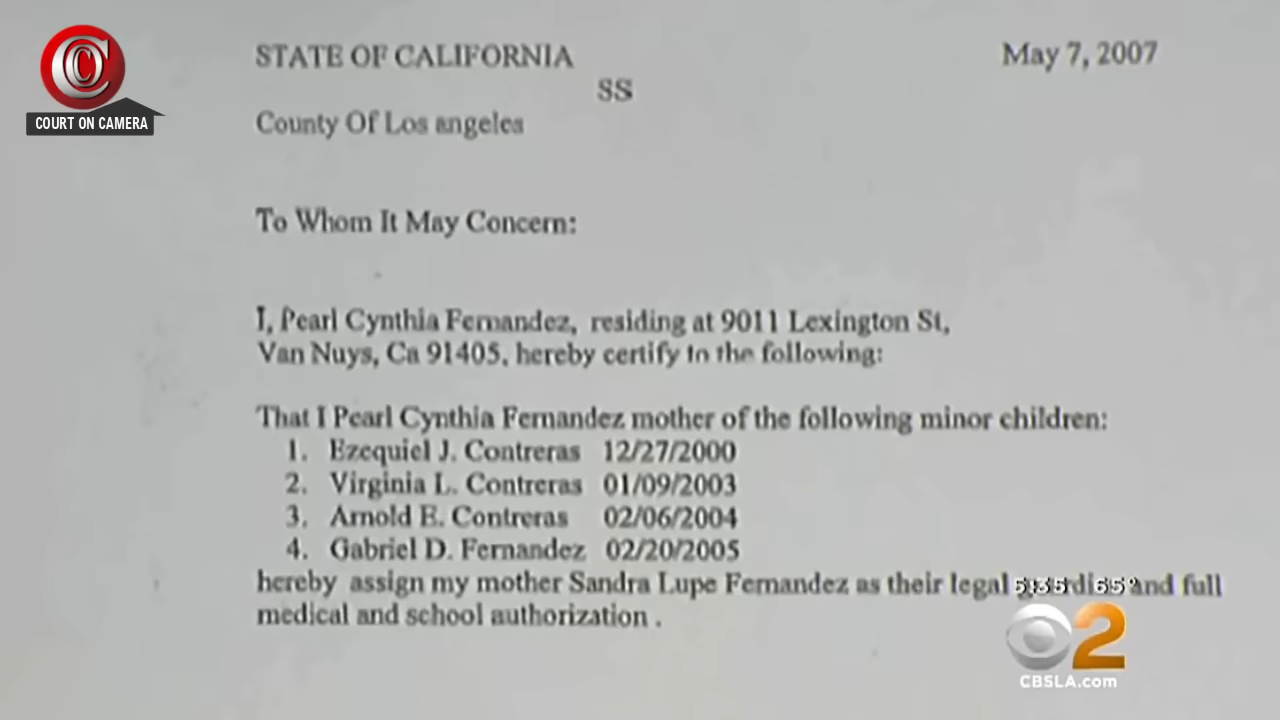 COURT ON CAMERA
STATE OF CALIFORNIA
May 7, 2007
SS
County Of Los angeles
To Whom It May Concern:
I, Pearl Cynthia Fernandez, residing at 9011 Lexington St,
Van Nuys, Ca 91405, hereby certify to the following:
That I Pearl Cynthia Fernandez mother of the following minor children:
1. Ezequiel J. Contreras 12/27/2000
2. Virginia L. Contreras 01/09/2003
3. Arnold E. Contreras 02/06/2004
4. Gabriel D. Fernandez 02/20/2005
hereby assign my mother Sandra Lupe Fernandez as their legal and full
medical and school authorization .
5:35 65°
2
CBSLA.com